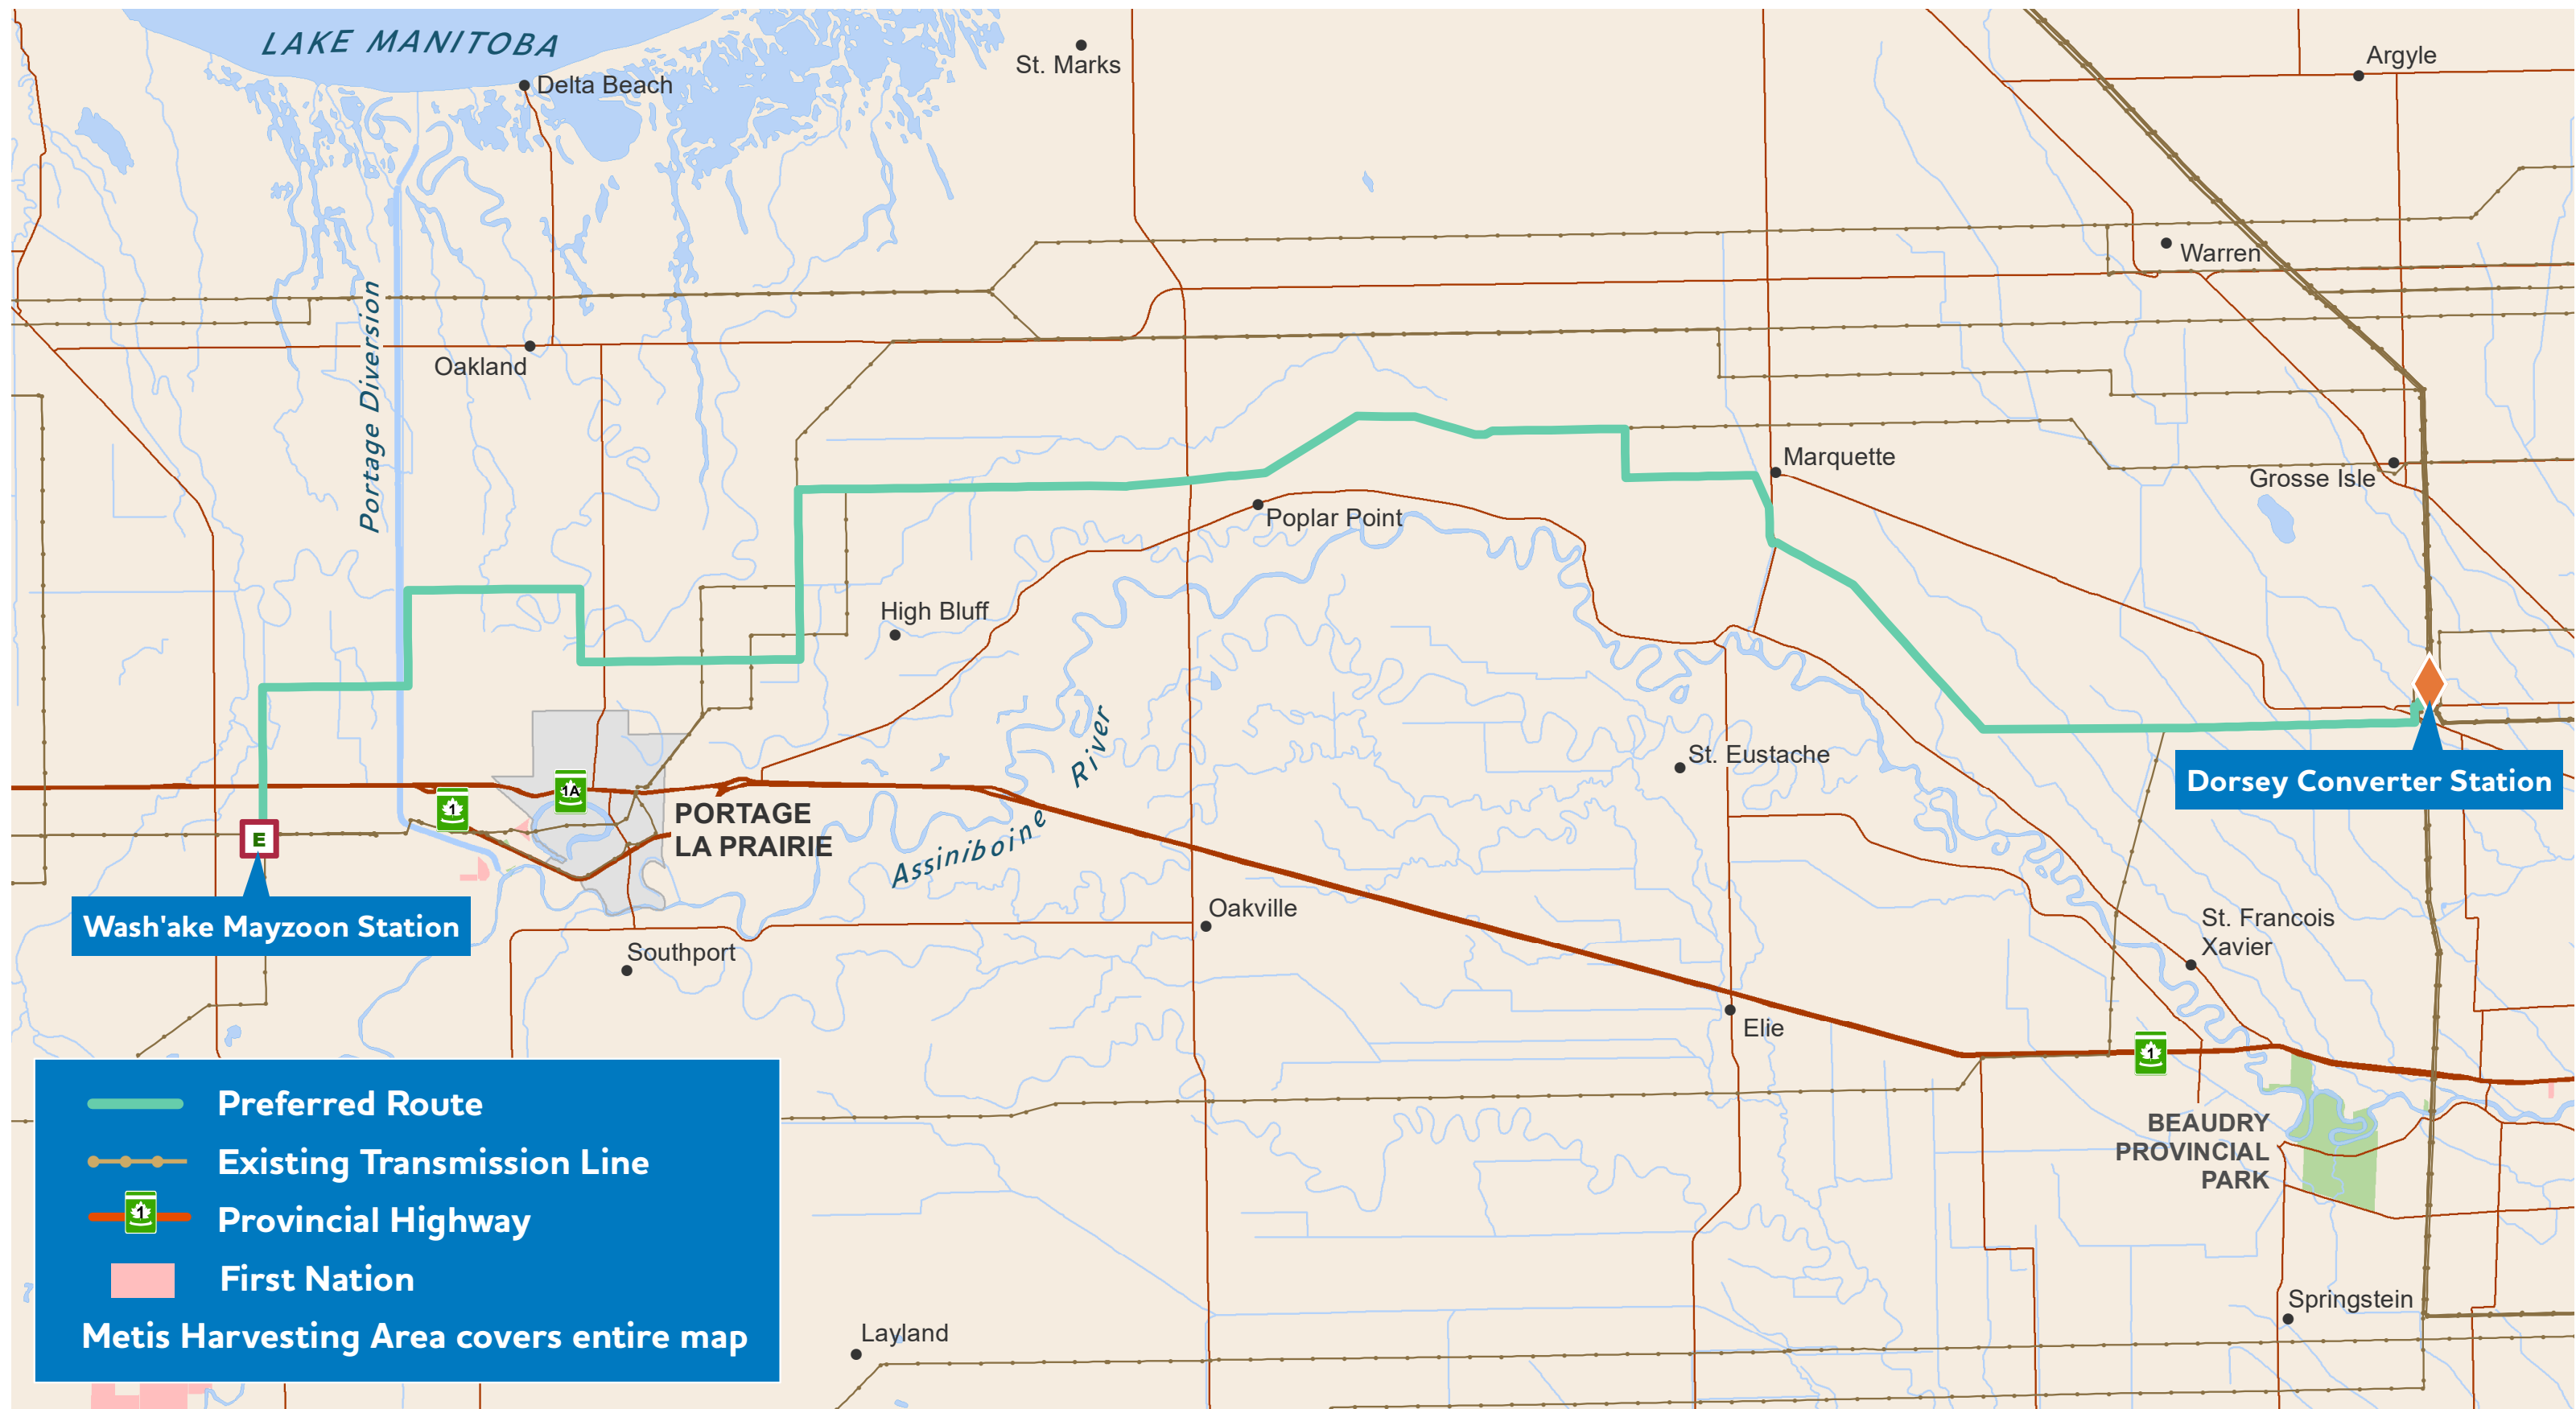 LAKE MANITOBA
Delta Beach
St. Marks
Argyle
Warren
Portage Diversion
Oakland
Marquette
Grosse Isle
Poplar Point
High Bluff
River
St. Eustache
Dorsey Converter Station
1
1A
E
PORTAGE
LA PRAIRIE
Assiniboine
Wash'ake Mayzoon Station
Oakville
St. Francois
Xavier
Southport
Elie
1
Preferred Route
Existing Transmission Line
1
Provincial Highway
First Nation
Metis Harvesting Area covers entire map
BEAUDRY
PROVINCIAL
PARK
Springstein
Layland